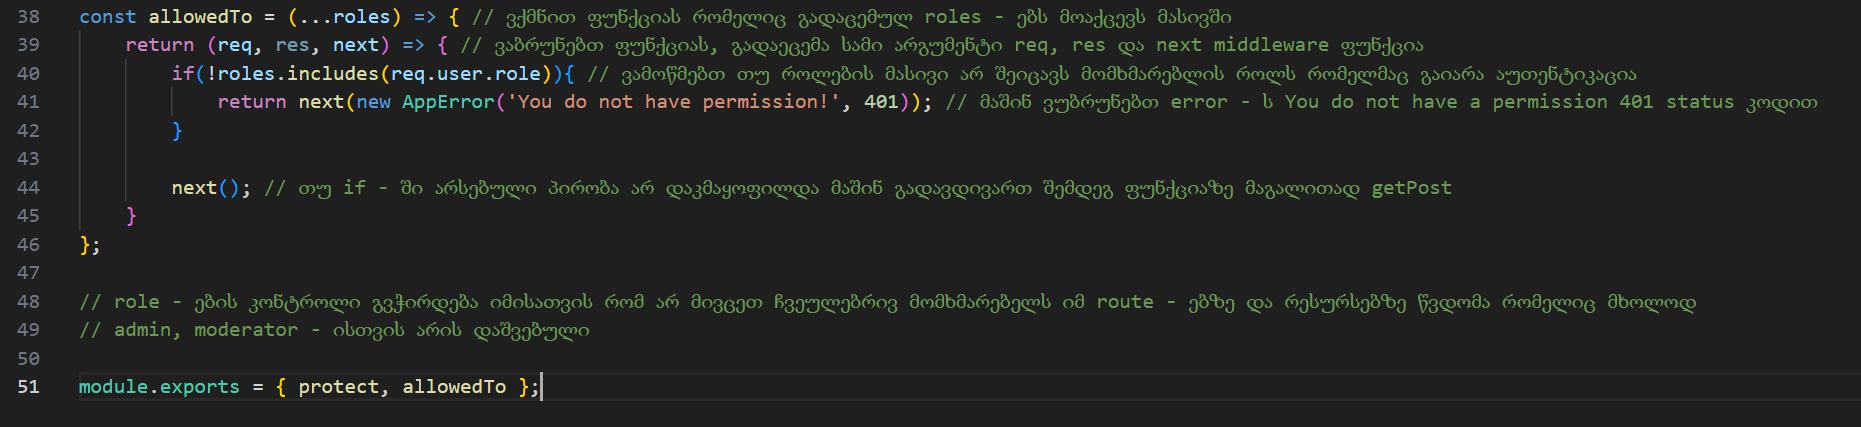 38 const allowedTo = (...roles) => { // ვქმნით ფუნქციას რომელიც გადაცემულ roles - ებს მოაქცევს მასივში
39 return (req, res, next) => { // ვაბრუნებთ ფუნქციას, გადაეცემა სამი არგუმენტი req, res და next middleware ფუნქცია
40 if(!roles.includes(req.user.role)){ // ვამოწმებთ თუ როლების მასივი არ შეიცავს მომხმარებლის როლს რომელმაც გაიარა აუთენტიკაცია
41 return next(new AppError('You do not have permission!', 401)); // მაშინ ვუბრუნებთ error - ს You do not have a permission 401 status კოდით
42 }
43
44 next(); // თუ if - ში არსებული პირობა არ დაკმაყოფილდა მაშინ გადავდივართ შემდეგ ფუნქციაზე მაგალითად getPost
45 }
46 };
47
48 // role - ების კონტროლი გვჭირდება იმისათვის რომ არ მივცეთ ჩვეულებრივ მომხმარებელს იმ route - ებზე და რესურსებზე წვდომა რომელიც მხოლოდ
49 // admin, moderator - ისთვის არის დაშვებული
50
51 module.exports = { protect, allowedTo };